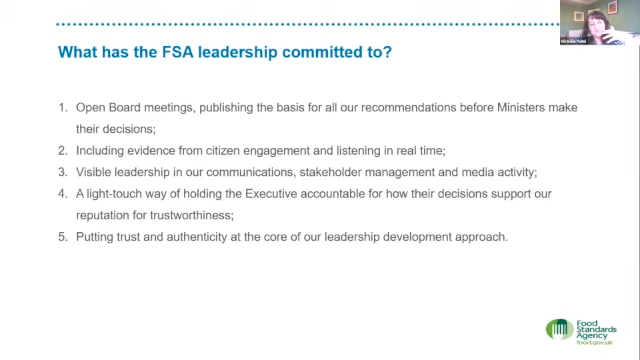 What has the FSA leadership committed to?
Michelle Patel
1. Open Board meetings, publishing the basis for all our recommendations before Ministers make
their decisions;
2. Including evidence from citizen engagement and listening in real time;
3. Visible leadership in our communications, stakeholder management and media activity;
4. A light-touch way of holding the Executive accountable for how their decisions support our
reputation for trustworthiness;
5. Putting trust and authenticity at the core of our leadership development approach.
Food
Standards
Agency
food.gov.uk